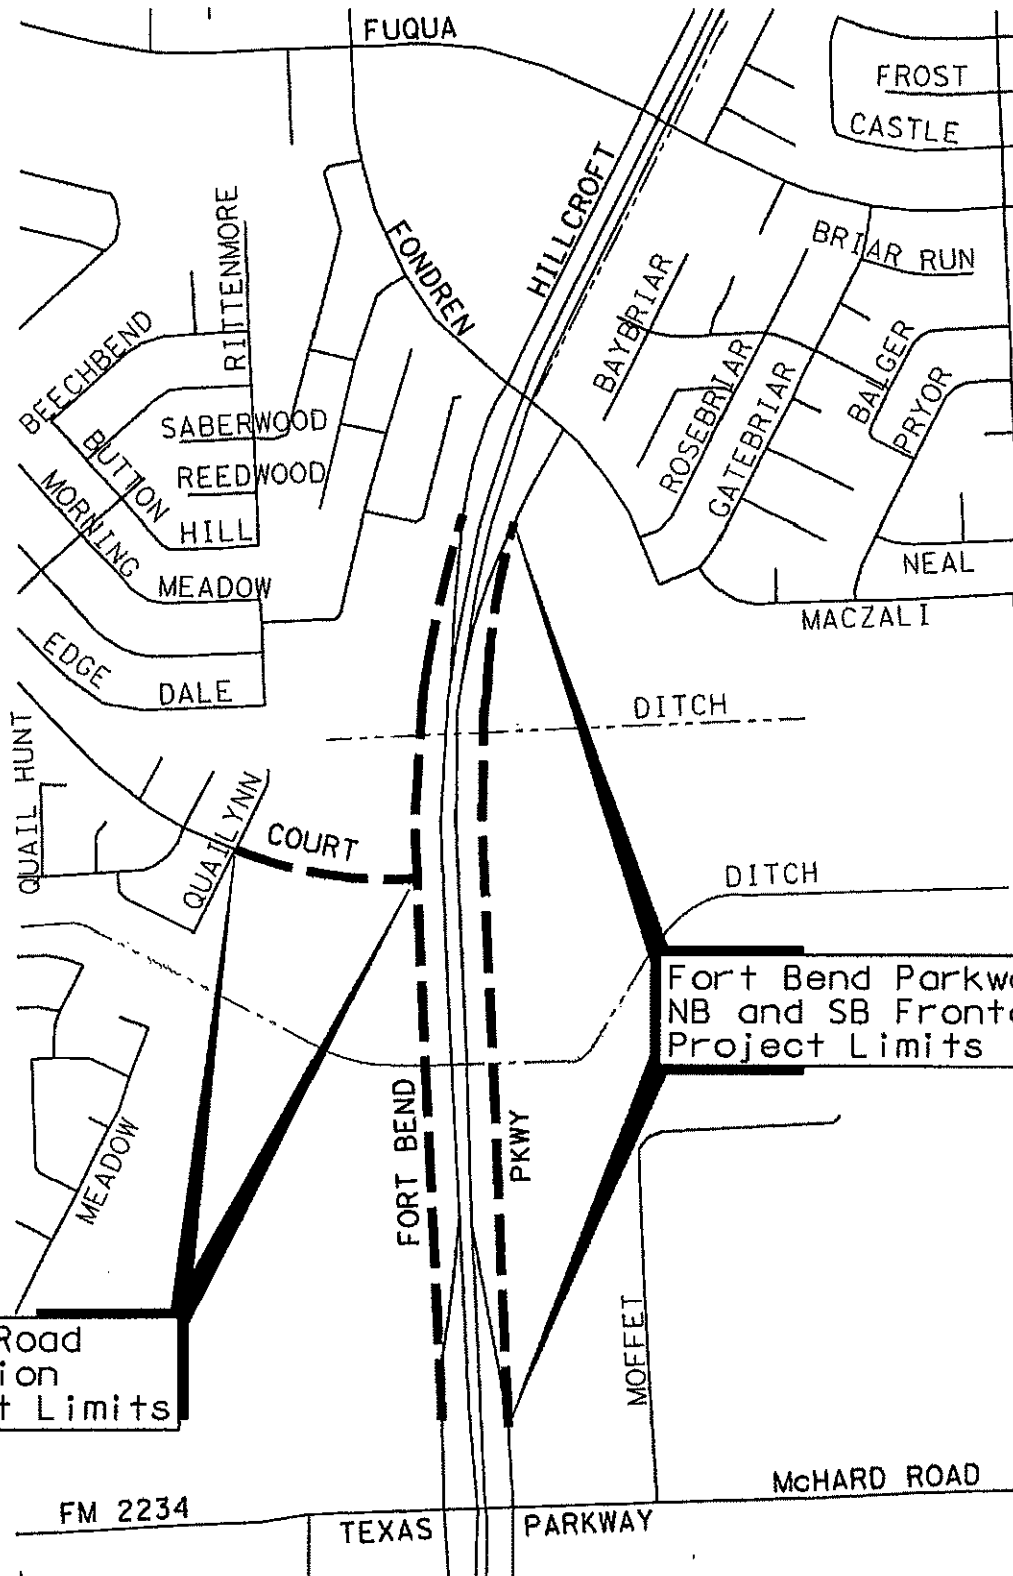 FUQUA
FROST
CASTLE
HILLCROFT
FONDREN
RITTENMORE
BRIAR RUN
BAYBRIAR
BEECHBEND
ROSEBRIAR
GATEBRIAR
BALGER
PRYOR
SABERWOOD
BUTTON
REEDWOOD
MORNING
HILL
MEADOW
NEAL
MACZALI
EDGE
DALE
DITCH
QUAIL HUNT
QUAILYNN
COURT
DITCH
Fort Bend Parkwa
NB and SB Fronta
Project Limits
FORT BEND
PKWY
MEADOW
MOFFET
Road
ion
t Limits
McHARD ROAD
FM 2234
TEXAS PARKWAY